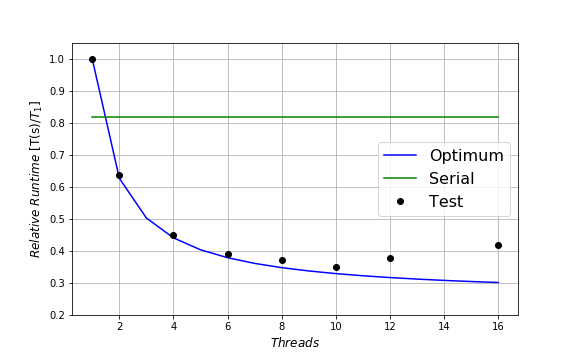 1.0
0.9
0.8
0.7
0.6
0.5
0.4
0.3
0.2
Relative Runtime [T(s)/T₁]
Optimum
Serial
Test
2 4 6 8 10 12 14 16
Threads